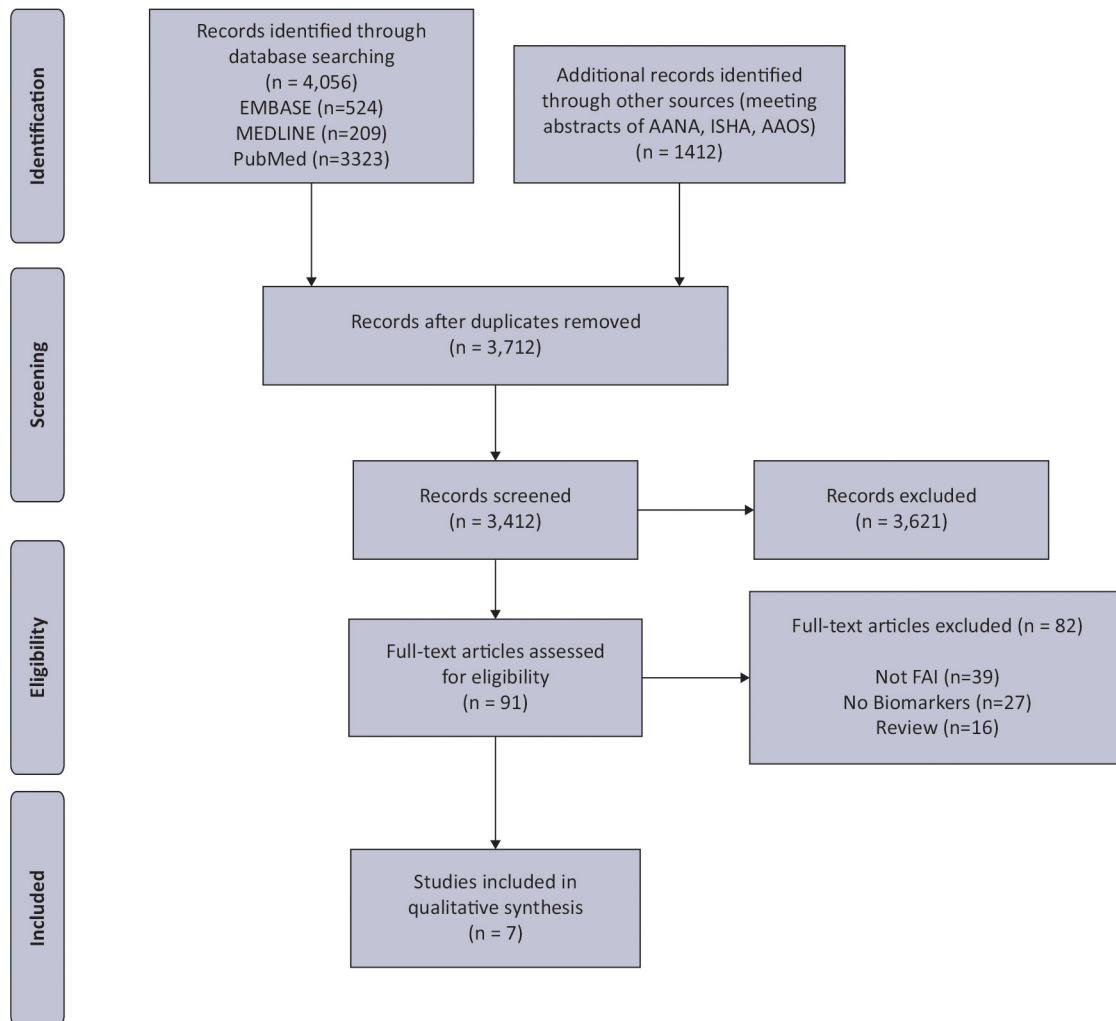 Identification
Records identified through
database searching
(n = 4,056)
EMBASE (n=524)
MEDLINE (n=209)
PubMed (n=3323)
Additional records identified
through other sources (meeting
abstracts of AANA, ISHA, AAOS)
(n = 1412)
Screening
Records after duplicates removed
(n = 3,712)
Records screened
(n = 3,412)
Records excluded
(n = 3,621)
Eligibility
Full-text articles assessed
for eligibility
(n = 91)
Full-text articles excluded (n = 82)
Not FAI (n=39)
No Biomarkers (n=27)
Review (n=16)
Included
Studies included in
qualitative synthesis
(n = 7)